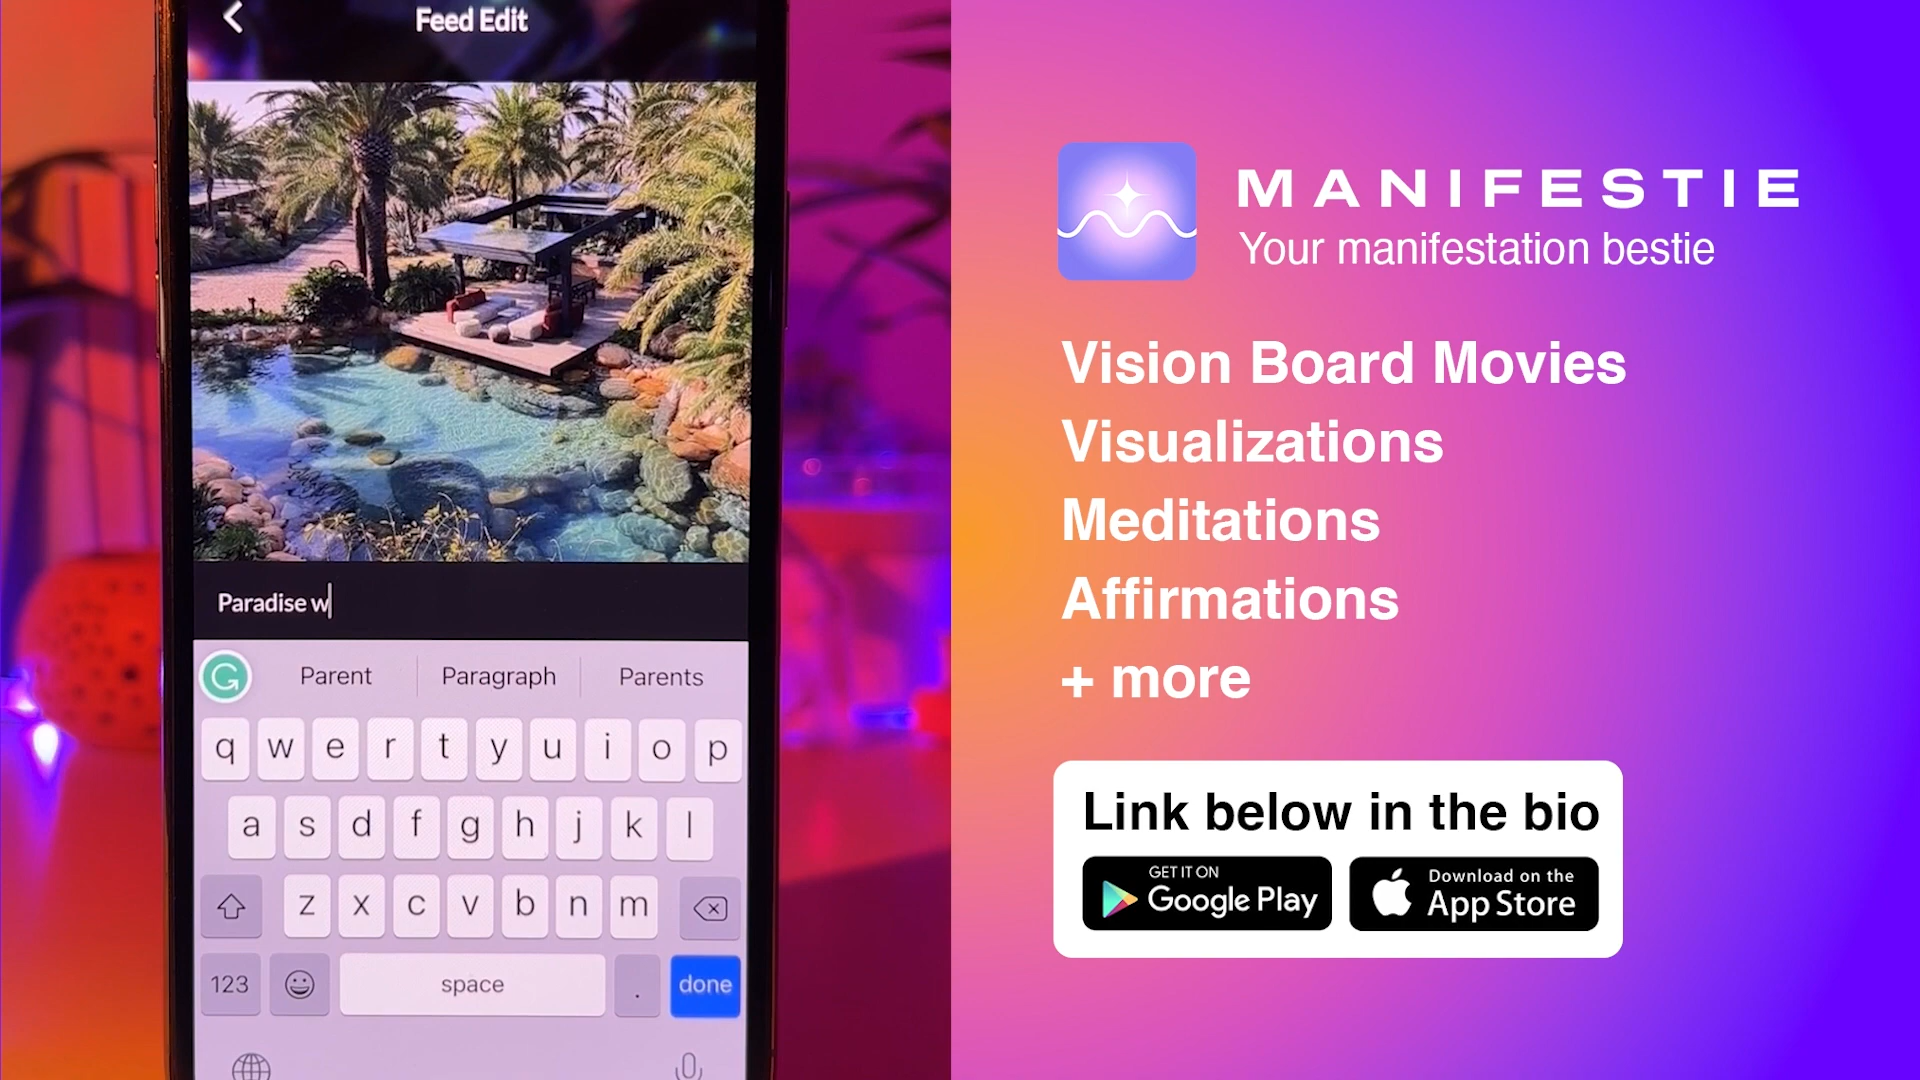 Feed Edit
Paradise w
Parent Paragraph Parents
q w e r t y u i o p
a s d f g h j k l
z x c v b n m
123 space . done
MANIFESTIE
Your manifestation bestie
Vision Board Movies
Visualizations
Meditations
Affirmations
+ more
Link below in the bio
GET IT ON
Google Play
Download on the
App Store